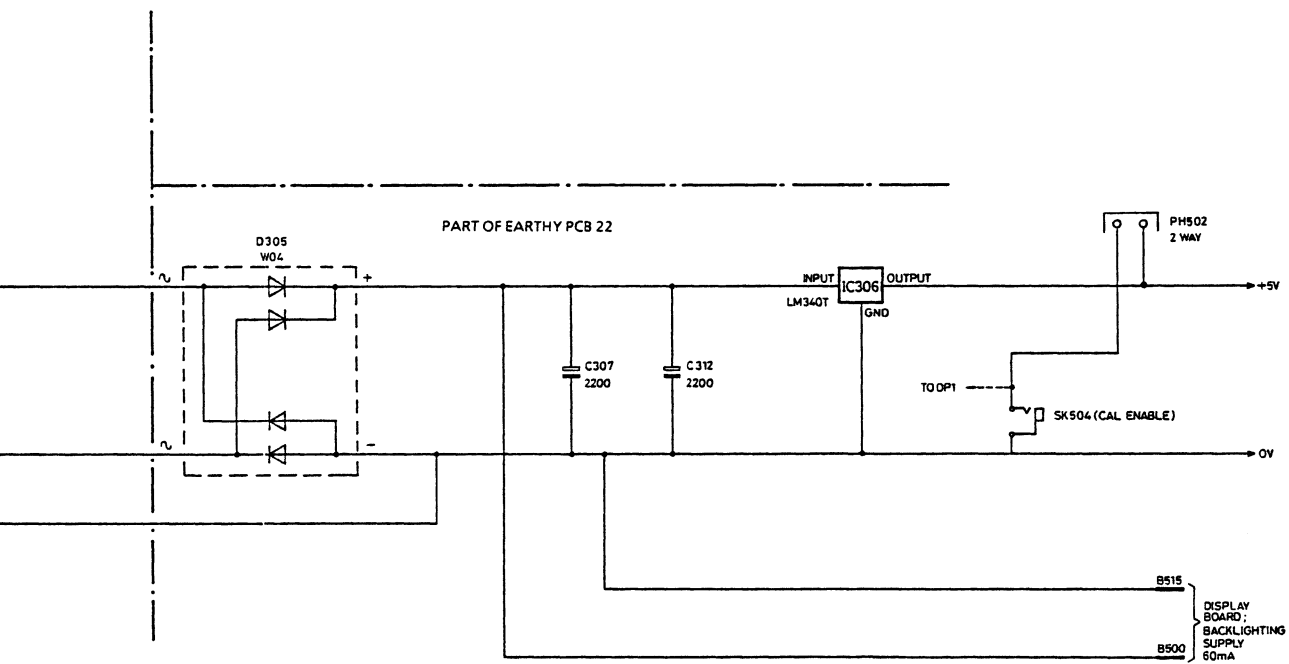 PART OF EARTHY PCB 22
D305
W04
~
+
~
-
C307
2200
C312
2200
INPUT
IC306
OUTPUT
LM340T
GND
PH502
2 WAY
+5V
TO OP1
SK504 (CAL ENABLE)
0V
B515
B500
DISPLAY
BOARD;
BACKLIGHTING
SUPPLY
60mA